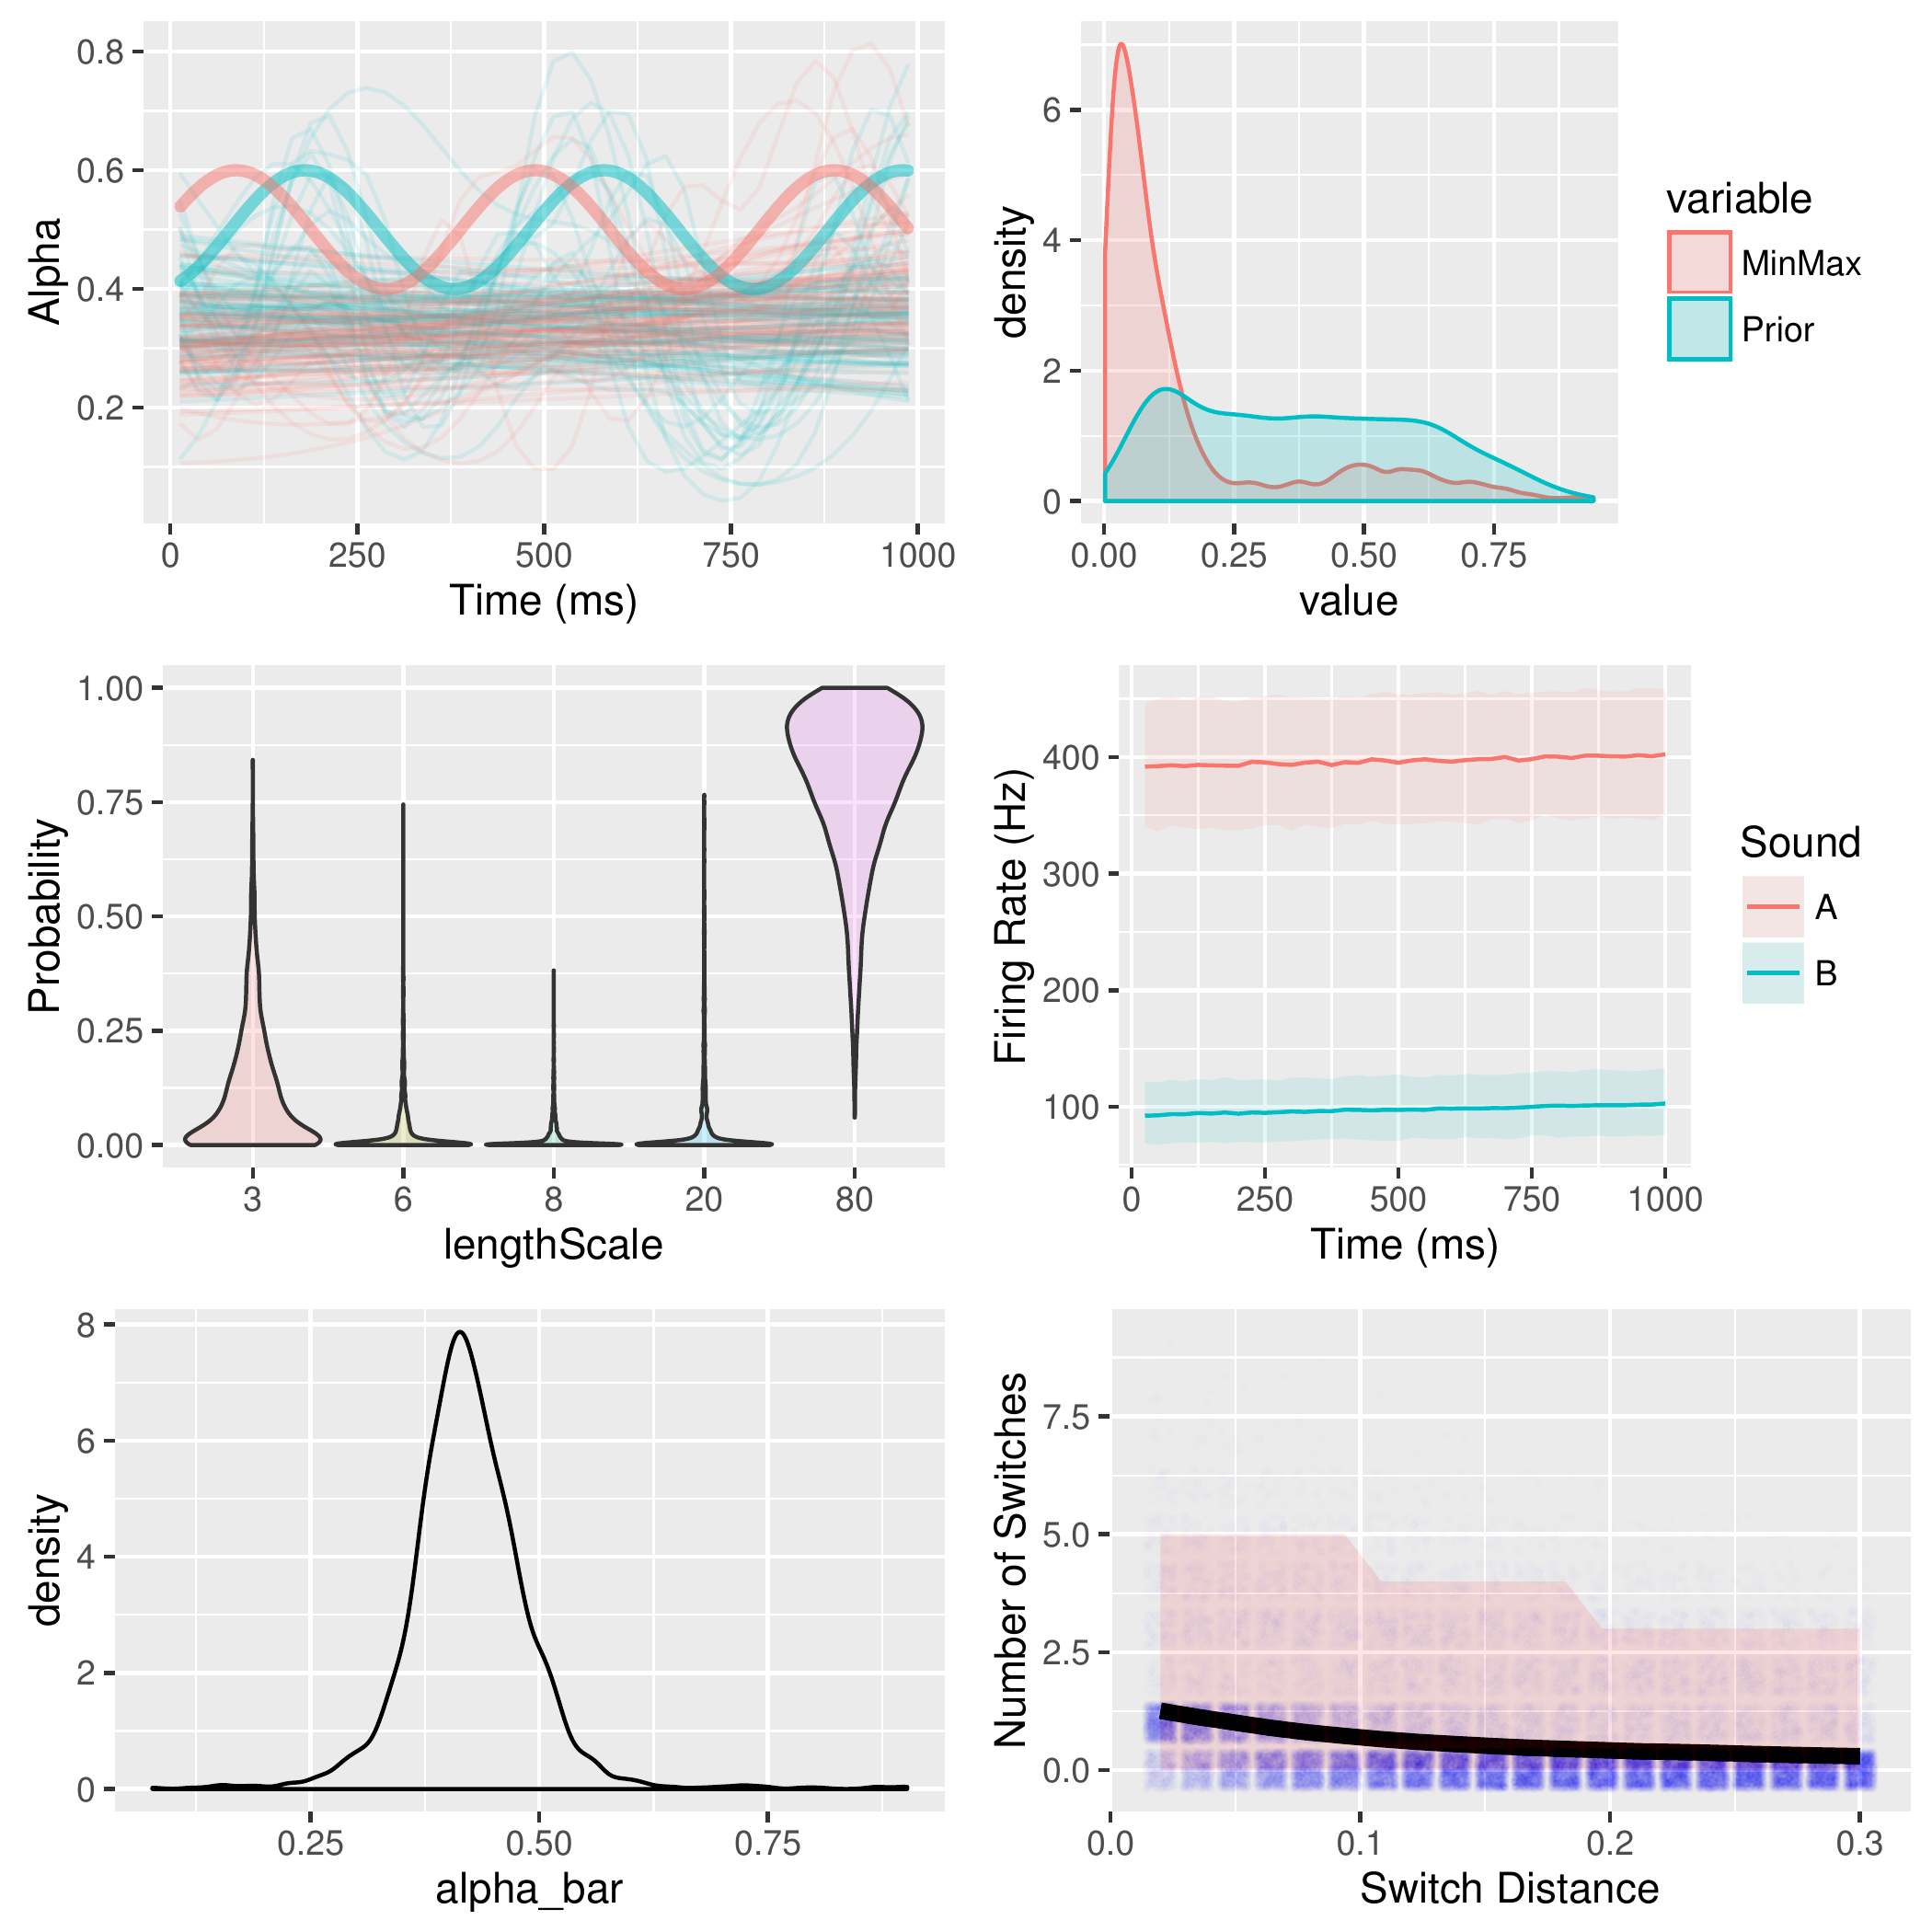 Alpha
0.8
0.6
0.4
0.2
0
250
500
750
1000
Time (ms)
density
6
4
2
0
0.00
0.25
0.50
0.75
value
variable
MinMax
Prior
Probability
1.00
0.75
0.50
0.25
0.00
3
6
8
20
80
lengthScale
Firing Rate (Hz)
400
300
200
100
0
250
500
750
1000
Time (ms)
Sound
A
B
density
8
6
4
2
0
0.25
0.50
0.75
alpha_bar
Number of Switches
7.5
5.0
2.5
0.0
0.0
0.1
0.2
0.3
Switch Distance